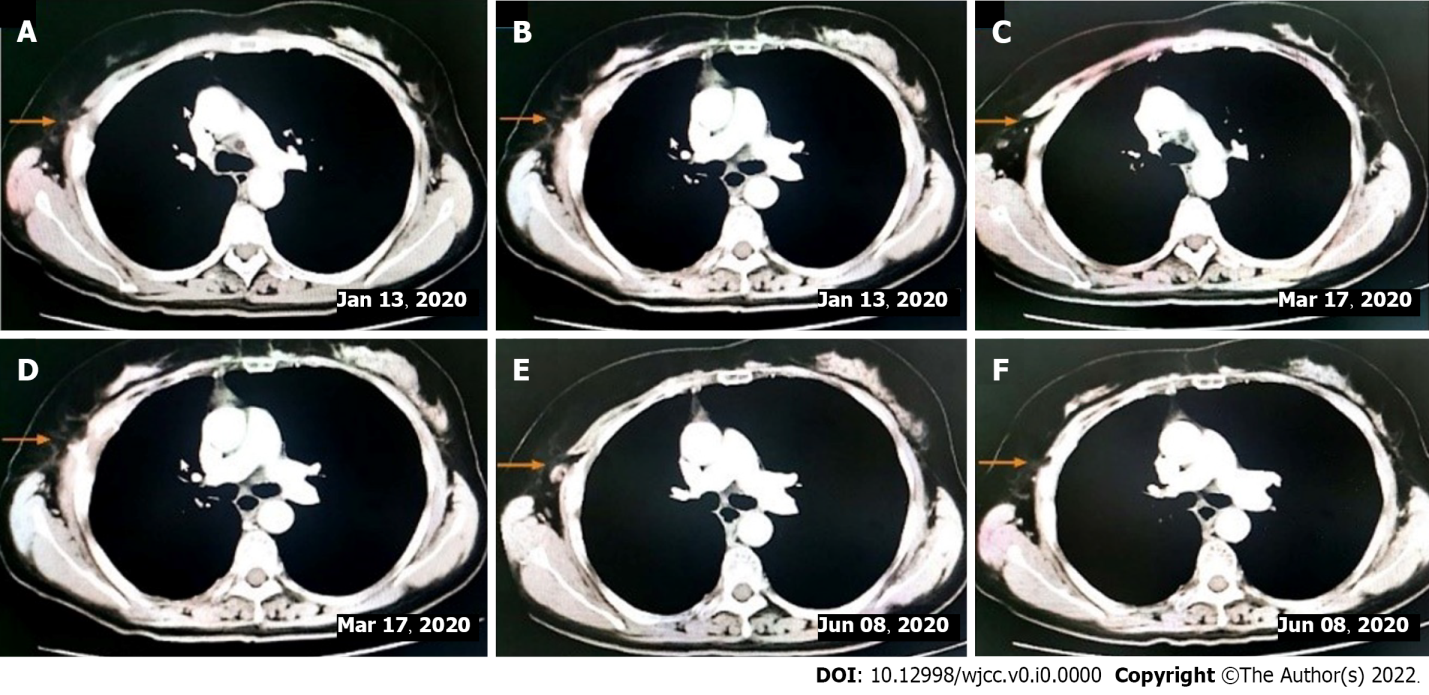 A
B
C
Jan 13, 2020
Jan 13, 2020
Mar 17, 2020
D
E
F
Mar 17, 2020
Jun 08, 2020
Jun 08, 2020
DOI: 10.12998/wjcc.v0.i0.0000 Copyright ©The Author(s) 2022.